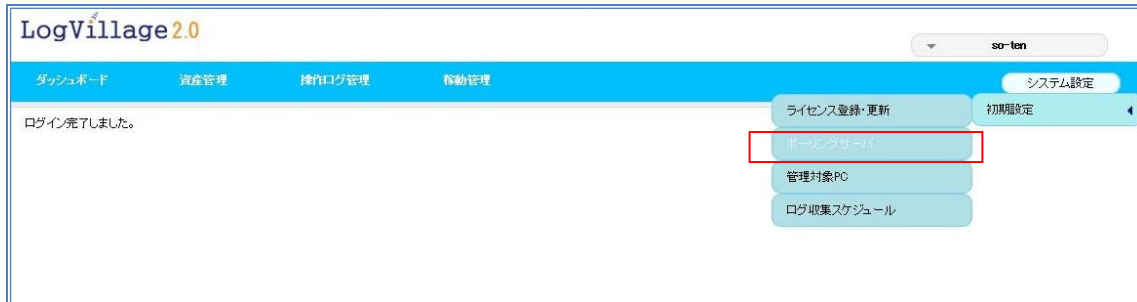 LogVillage 2.0
so-ten
ダッシュボード 資産管理 操作ログ管理 稼動管理 システム設定
ライセンス登録・更新 初期設定
ログイン完了しました。
ポーリングサーバ
管理対象PC
ログ収集スケジュール